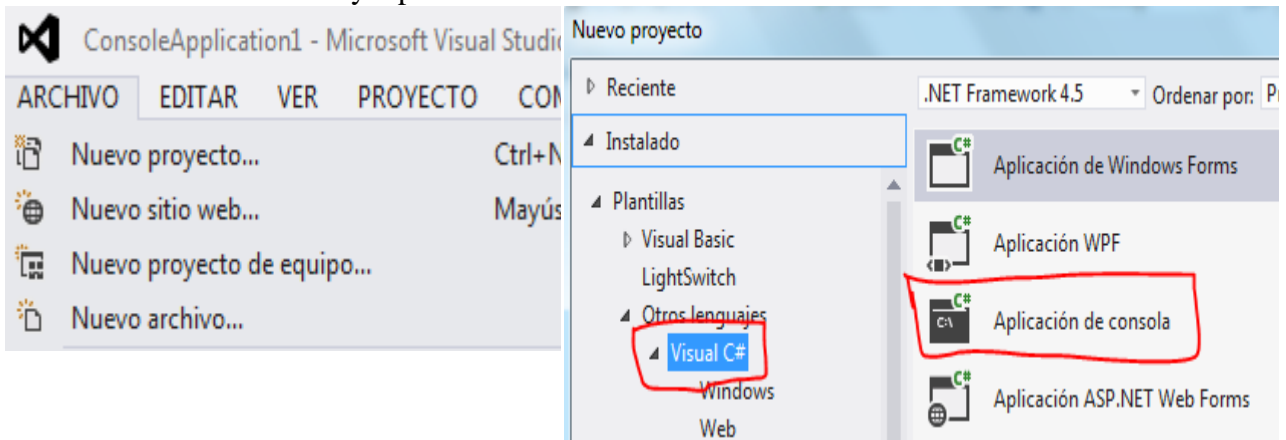 ConsoleApplication1 - Microsoft Visual Studio
ARCHIVO EDITAR VER PROYECTO
Nuevo proyecto... Ctrl+N
Nuevo sitio web... Mayús
Nuevo proyecto de equipo...
Nuevo archivo...
Nuevo proyecto
Reciente
.NET Framework 4.5 Ordenar por:
Instalado
Plantillas
Visual Basic
LightSwitch
Otros lenguajes
Visual C#
Windows
Web
C# Aplicación de Windows Forms
C# Aplicación WPF
C# C:\ Aplicación de consola
C# Aplicación ASP.NET Web Forms